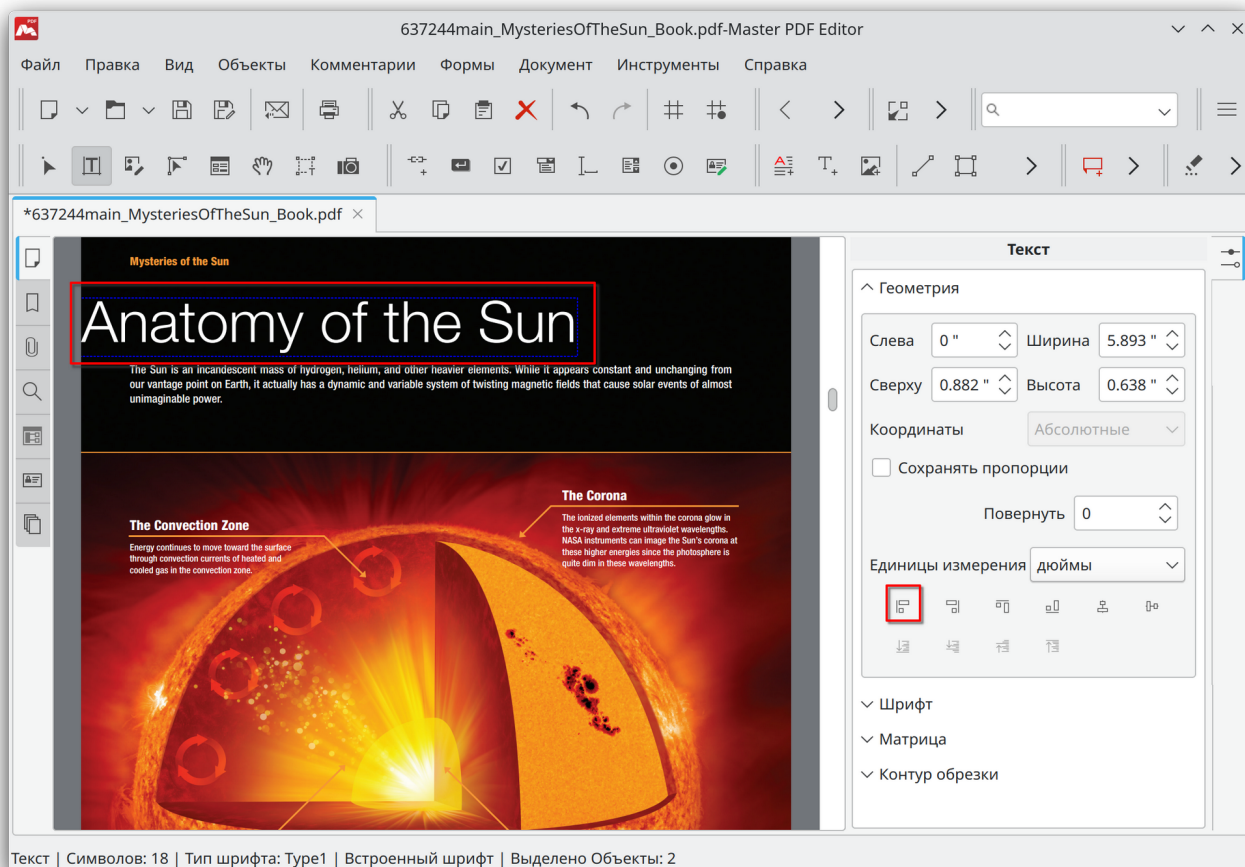 637244main_MysteriesOfTheSun_Book.pdf-Master PDF Editor
Файл Правка Вид Объекты Комментарии Формы Документ Инструменты Справка
*637244main_MysteriesOfTheSun_Book.pdf
Mysteries of the Sun
Anatomy of the Sun
The Sun is an incandescent mass of hydrogen, helium, and other heavier elements. While it appears constant and unchanging from
our vantage point on Earth, it actually has a dynamic and variable system of twisting magnetic fields that cause solar events of almost
unimaginable power.
The Corona
The ionized elements within the corona glow in
the x-ray and extreme ultraviolet wavelengths.
NASA instruments can image the Sun's corona at
these higher energies since the photosphere is
quite dim in these wavelengths.
The Convection Zone
Energy continues to move toward the surface
through convection currents of heated and
cooled gas in the convection zone.
Текст
Геометрия
Слева 0 " Ширина 5.893 "
Сверху 0.882 " Высота 0.638 "
Координаты Абсолютные
Сохранять пропорции
Повернуть 0
Единицы измерения дюймы
Шрифт
Матрица
Контур обрезки
Текст | Символов: 18 | Тип шрифта: Type1 | Встроенный шрифт | Выделено Объекты: 2